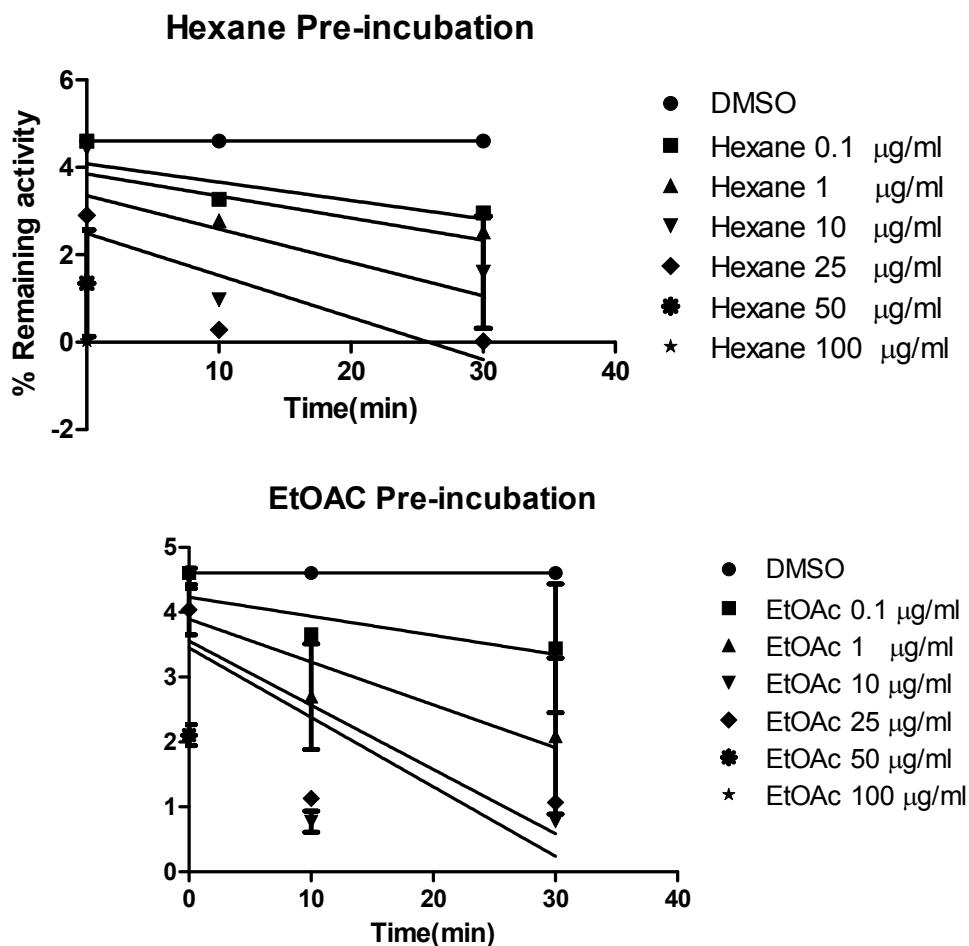 Hexane Pre-incubation
% Remaining activity
6
4
2
0
-2
10
20
30
40
Time(min)
DMSO
Hexane 0.1 μg/ml
Hexane 1 μg/ml
Hexane 10 μg/ml
Hexane 25 μg/ml
Hexane 50 μg/ml
Hexane 100 μg/ml
EtOAC Pre-incubation
5
4
3
2
1
0
0
10
20
30
40
Time(min)
DMSO
EtOAc 0.1 μg/ml
EtOAc 1 μg/ml
EtOAc 10 μg/ml
EtOAc 25 μg/ml
EtOAc 50 μg/ml
EtOAc 100 μg/ml